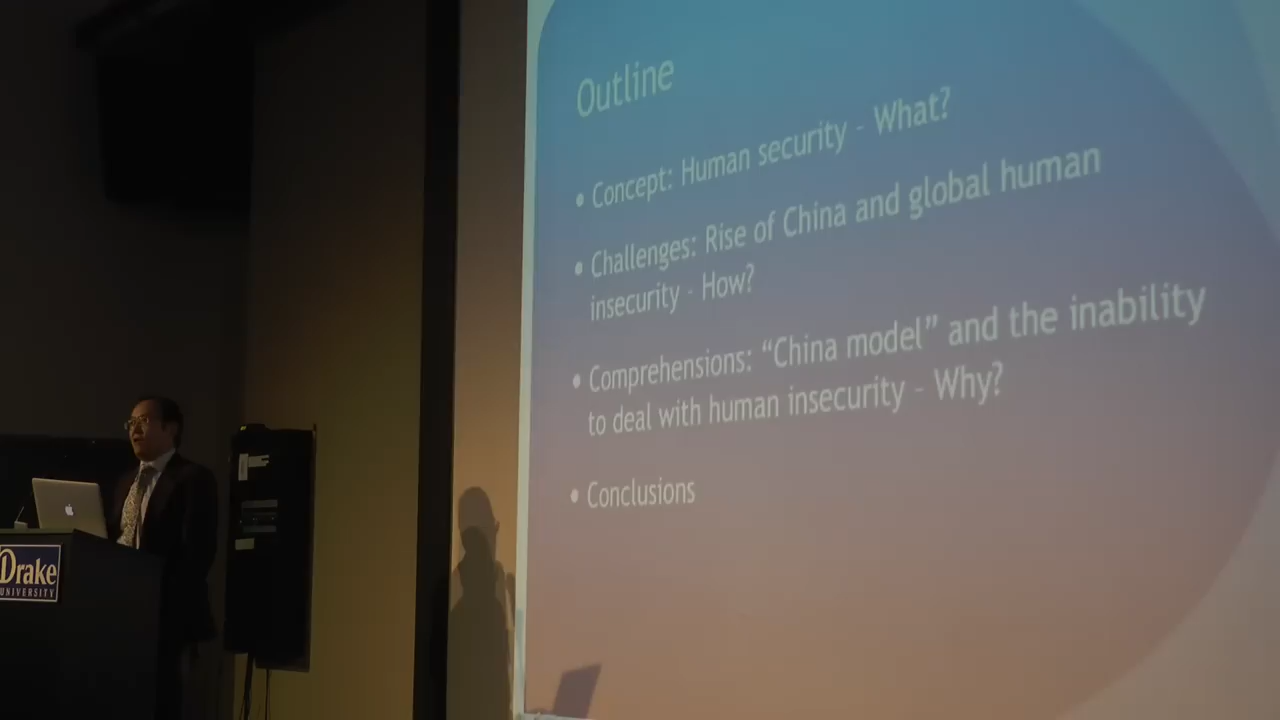 Outline
• Concept: Human security - What?
• Challenges: Rise of China and global human
insecurity - How?
• Comprehensions: “China model” and the inability
to deal with human insecurity – Why?
• Conclusions
Drake
UNIVERSITY